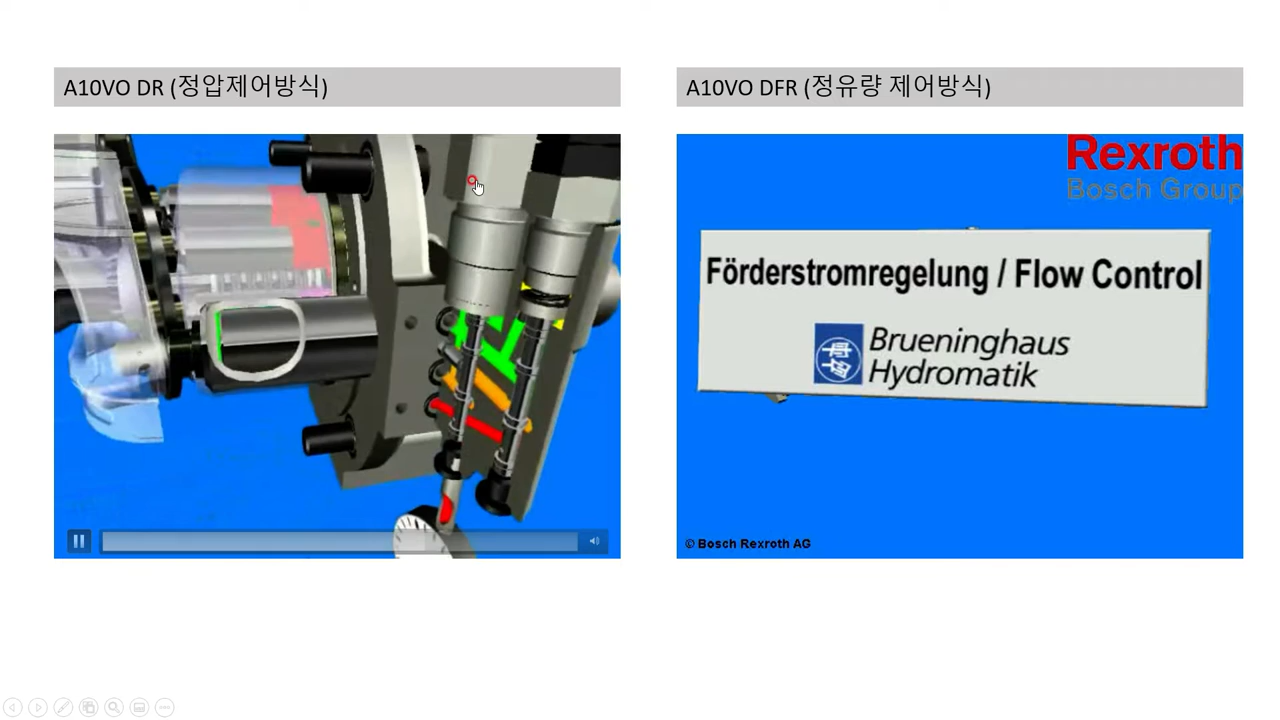 A10VO DR (정압제어방식)
A10VO DFR (정유량 제어방식)
Rexroth
Bosch Group
Förderstromregelung / Flow Control
Brueninghaus
Hydromatik
© Bosch Rexroth AG